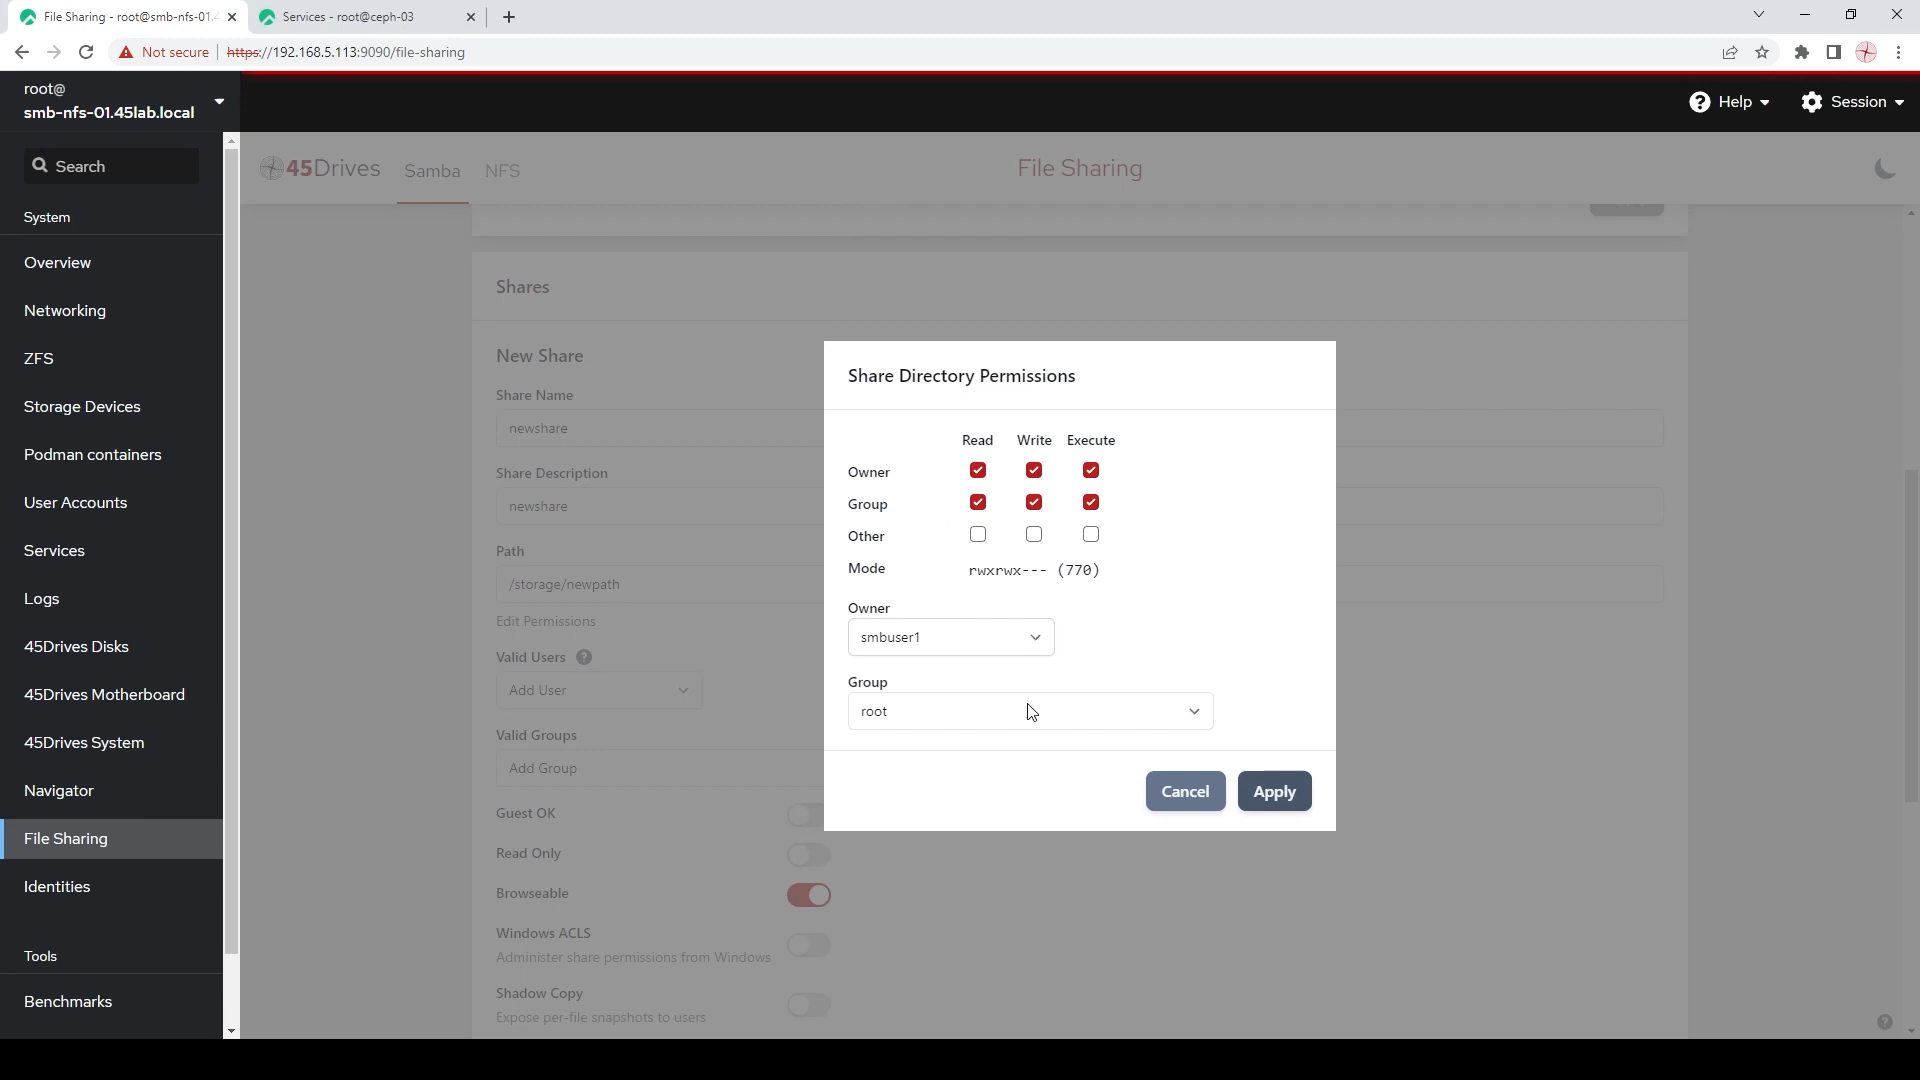 File Sharing - root@smb-nfs-01.
Services - root@ceph-03
Not secure
https://192.168.5.113:9090/file-sharing
root@
smb-nfs-01.45lab.local
Help
Session
Search
45Drives
Samba
NFS
File Sharing
System
Overview
Networking
ZFS
Storage Devices
Podman containers
User Accounts
Services
Logs
45Drives Disks
45Drives Motherboard
45Drives System
Navigator
File Sharing
Identities
Tools
Benchmarks
Shares
New Share
Share Name
newshare
Share Description
newshare
Path
/storage/newpath
Edit Permissions
Valid Users
Add User
Valid Groups
Add Group
Guest OK
Read Only
Browseable
Windows ACLS
Administer share permissions from Windows
Shadow Copy
Expose per-file snapshots to users
Share Directory Permissions
Read Write Execute
Owner
Group
Other
Mode rwxrwx--- (770)
Owner
smbuser1
Group
root
Cancel
Apply